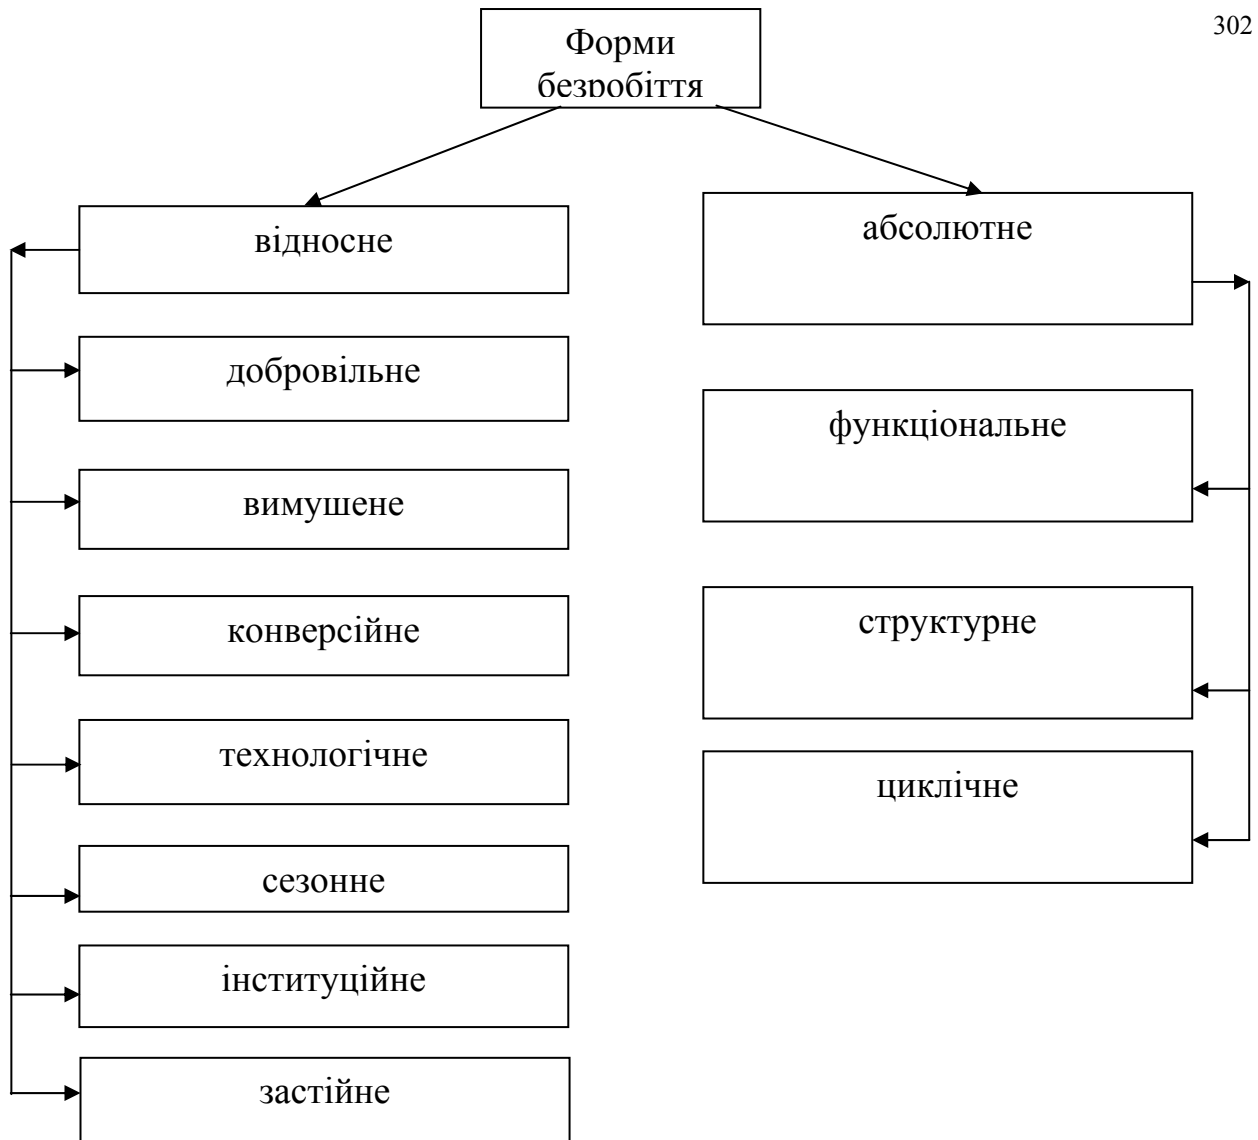 302
Форми
безробіття
відносне
добровільне
вимушене
конверсійне
технологічне
сезонне
інституційне
застійне
абсолютне
функціональне
структурне
циклічне